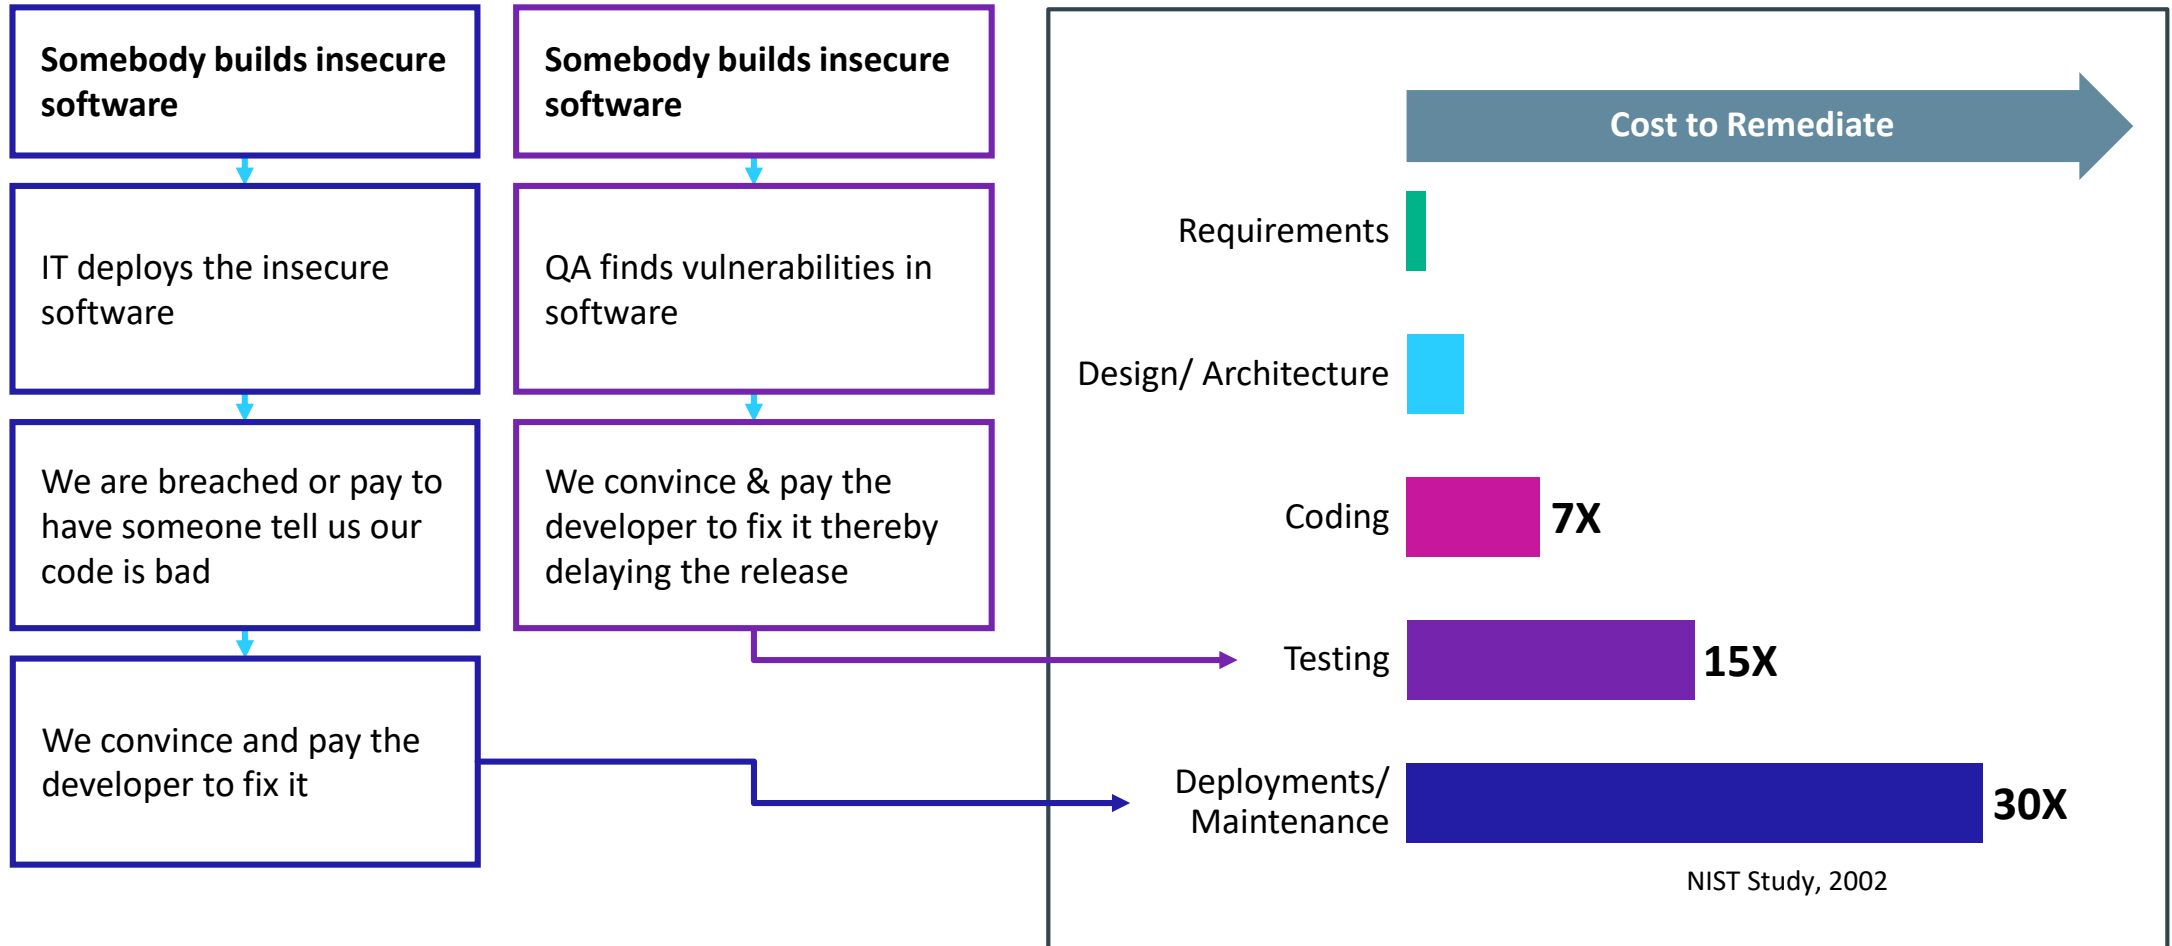 Somebody builds insecure
software
IT deploys the insecure
software
We are breached or pay to
have someone tell us our
code is bad
We convince and pay the
developer to fix it
Somebody builds insecure
software
QA finds vulnerabilities in
software
We convince & pay the
developer to fix it thereby
delaying the release
Cost to Remediate
Requirements
Design/ Architecture
Coding
7X
Testing
15X
Deployments/
Maintenance
30X
NIST Study, 2002